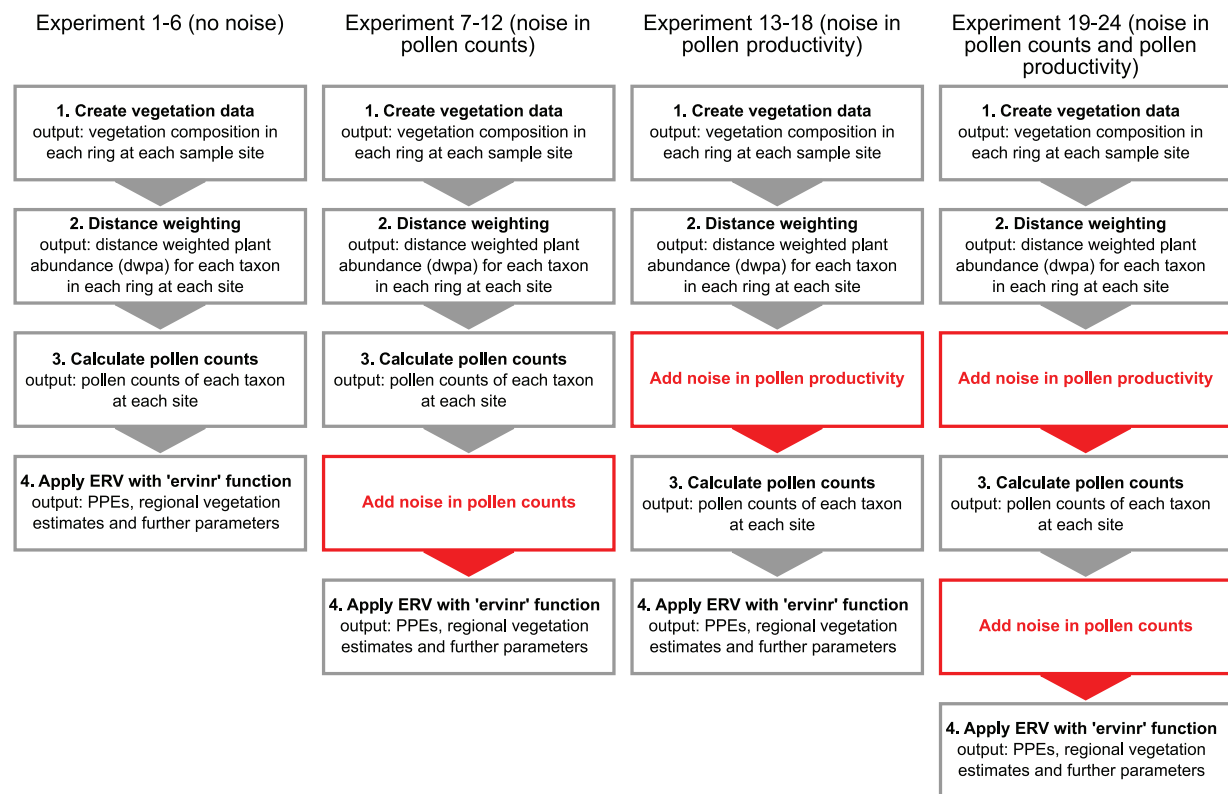 Experiment 1-6 (no noise)
1. Create vegetation data
output: vegetation composition in
each ring at each sample site
2. Distance weighting
output: distance weighted plant
abundance (dwpa) for each taxon
in each ring at each site
3. Calculate pollen counts
output: pollen counts of each taxon
at each site
4. Apply ERV with 'ervinr' function
output: PPEs, regional vegetation
estimates and further parameters
Experiment 7-12 (noise in
pollen counts)
1. Create vegetation data
output: vegetation composition in
each ring at each sample site
2. Distance weighting
output: distance weighted plant
abundance (dwpa) for each taxon
in each ring at each site
3. Calculate pollen counts
output: pollen counts of each taxon
at each site
Add noise in pollen counts
4. Apply ERV with 'ervinr' function
output: PPEs, regional vegetation
estimates and further parameters
Experiment 13-18 (noise
in pollen productivity)
1. Create vegetation data
output: vegetation composition in
each ring at each sample site
2. Distance weighting
output: distance weighted plant
abundance (dwpa) for each taxon
in each ring at each site
Add noise in pollen productivity
3. Calculate pollen counts
output: pollen counts of each taxon
at each site
4. Apply ERV with 'ervinr' function
output: PPEs, regional vegetation
estimates and further parameters
Experiment 19-24 (noise in
pollen counts and pollen
productivity)
1. Create vegetation data
output: vegetation composition in
each ring at each sample site
2. Distance weighting
output: distance weighted plant
abundance (dwpa) for each taxon
in each ring at each site
Add noise in pollen productivity
3. Calculate pollen counts
output: pollen counts of each taxon
at each site
Add noise in pollen counts
4. Apply ERV with 'ervinr' function
output: PPEs, regional vegetation
estimates and further parameters